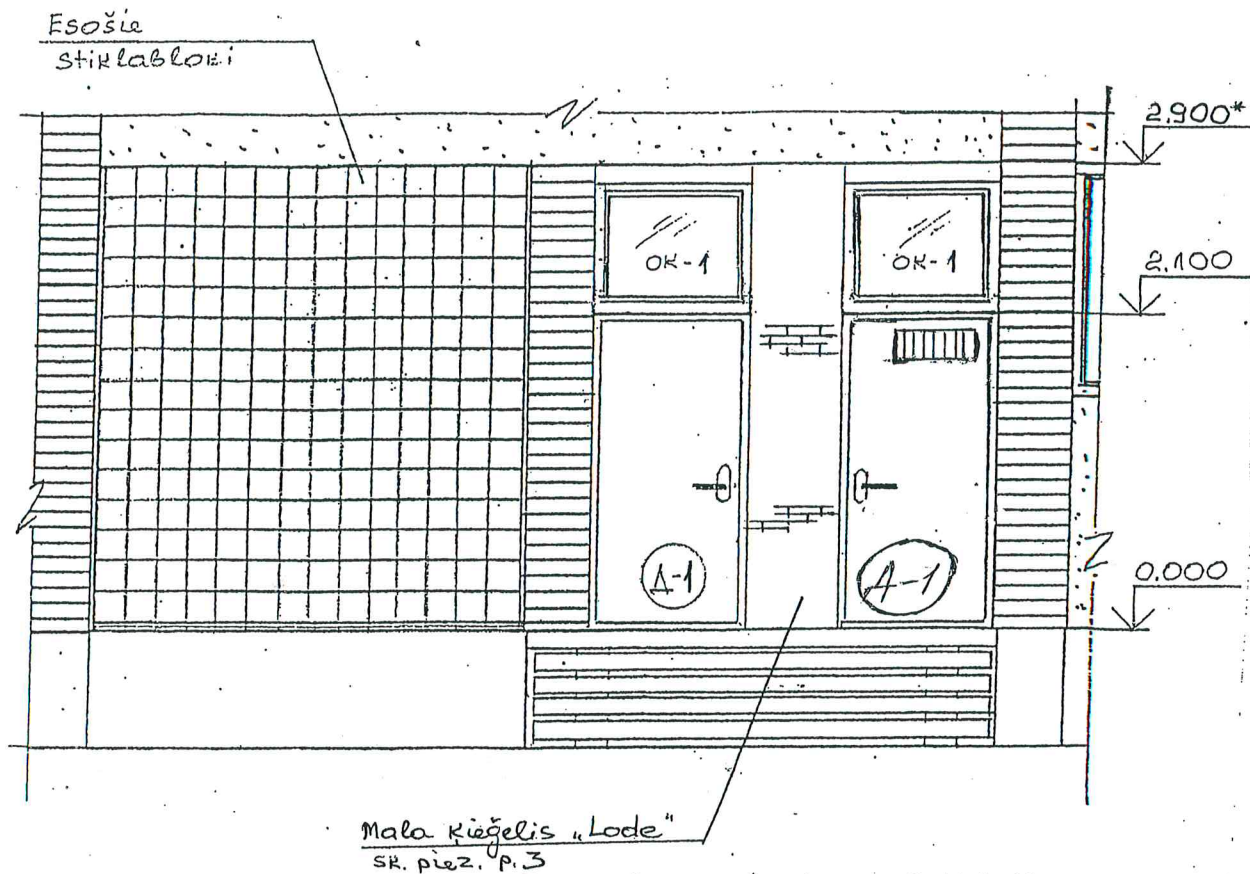 Esošie
stiklabloki
2.900*
OK-1
OK-1
2.100
A-1
A-1
0.000
Mala ķieģelis „Lode"
sk. piez. p.3